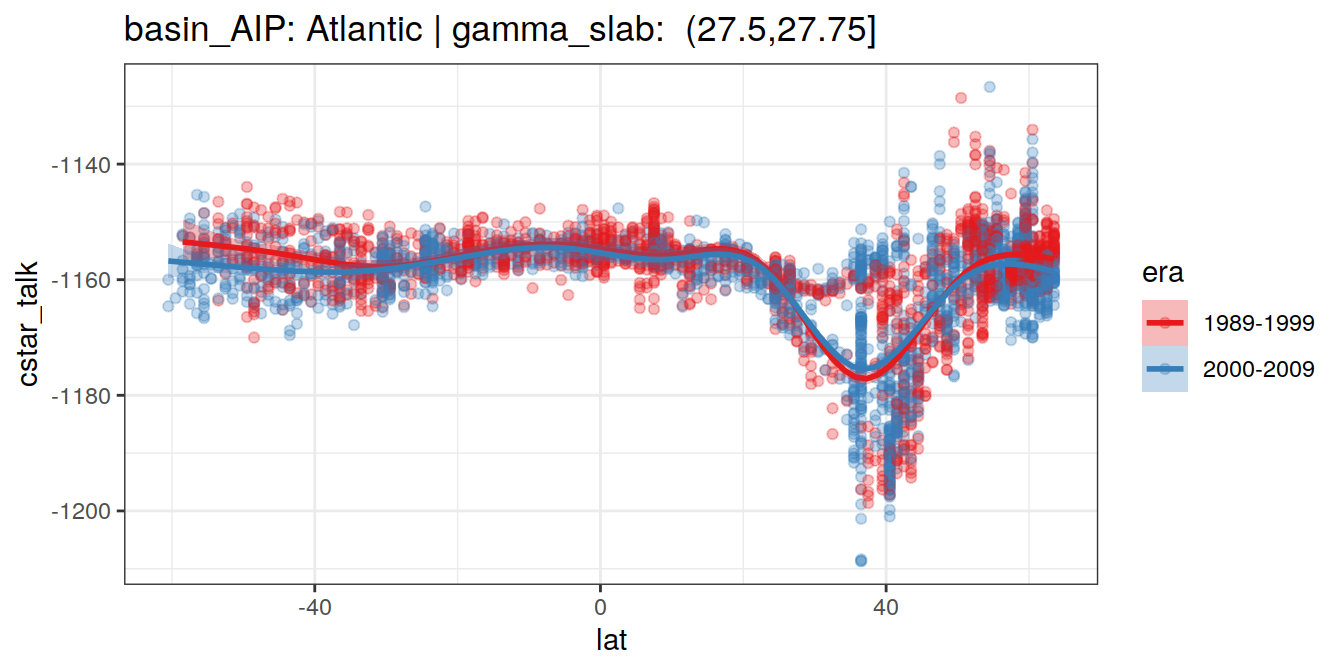 basin_AIP: Atlantic | gamma_slab:  (27.5,27.75]
cstar_talk
-1140
-1160
-1180
-1200
-40
0
40
lat
era
1989-1999
2000-2009